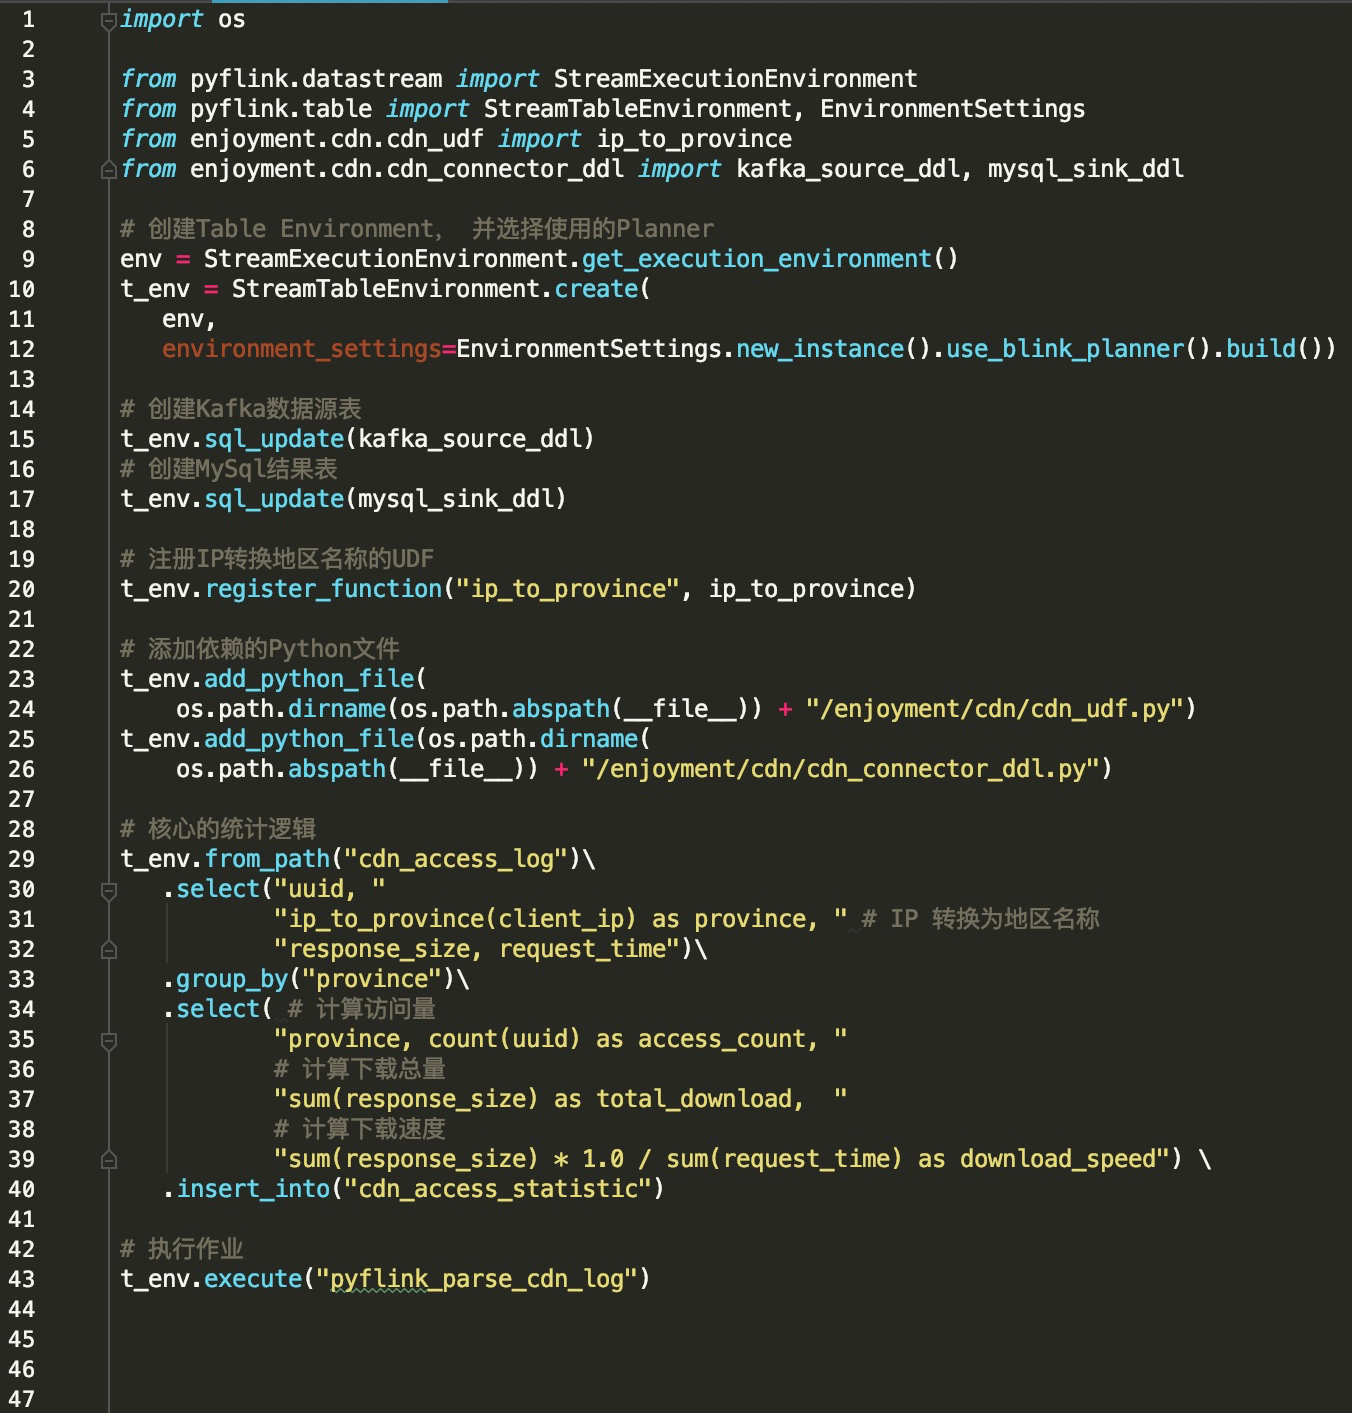 1 import os
2
3 from pyflink.datastream import StreamExecutionEnvironment
4 from pyflink.table import StreamTableEnvironment, EnvironmentSettings
5 from enjoyment.cdn.cdn_udf import ip_to_province
6 from enjoyment.cdn.cdn_connector_ddl import kafka_source_ddl, mysql_sink_ddl
7
8 # 创建Table Environment， 并选择使用的Planner
9 env = StreamExecutionEnvironment.get_execution_environment()
10 t_env = StreamTableEnvironment.create(
11    env,
12    environment_settings=EnvironmentSettings.new_instance().use_blink_planner().build())
13
14 # 创建Kafka数据源表
15 t_env.sql_update(kafka_source_ddl)
16 # 创建MySql结果表
17 t_env.sql_update(mysql_sink_ddl)
18
19 # 注册IP转换地区名称的UDF
20 t_env.register_function("ip_to_province", ip_to_province)
21
22 # 添加依赖的Python文件
23 t_env.add_python_file(
24     os.path.dirname(os.path.abspath(__file__)) + "/enjoyment/cdn/cdn_udf.py")
25 t_env.add_python_file(os.path.dirname(
26     os.path.abspath(__file__)) + "/enjoyment/cdn/cdn_connector_ddl.py")
27
28 # 核心的统计逻辑
29 t_env.from_path("cdn_access_log")\
30    .select("uuid, "
31            "ip_to_province(client_ip) as province, " # IP 转换为地区名称
32            "response_size, request_time")\
33    .group_by("province")\
34    .select( # 计算访问量
35            "province, count(uuid) as access_count, "
36            # 计算下载总量
37            "sum(response_size) as total_download,  "
38            # 计算下载速度
39            "sum(response_size) * 1.0 / sum(request_time) as download_speed") \
40    .insert_into("cdn_access_statistic")
41
42 # 执行作业
43 t_env.execute("pyflink_parse_cdn_log")
44
45
46
47